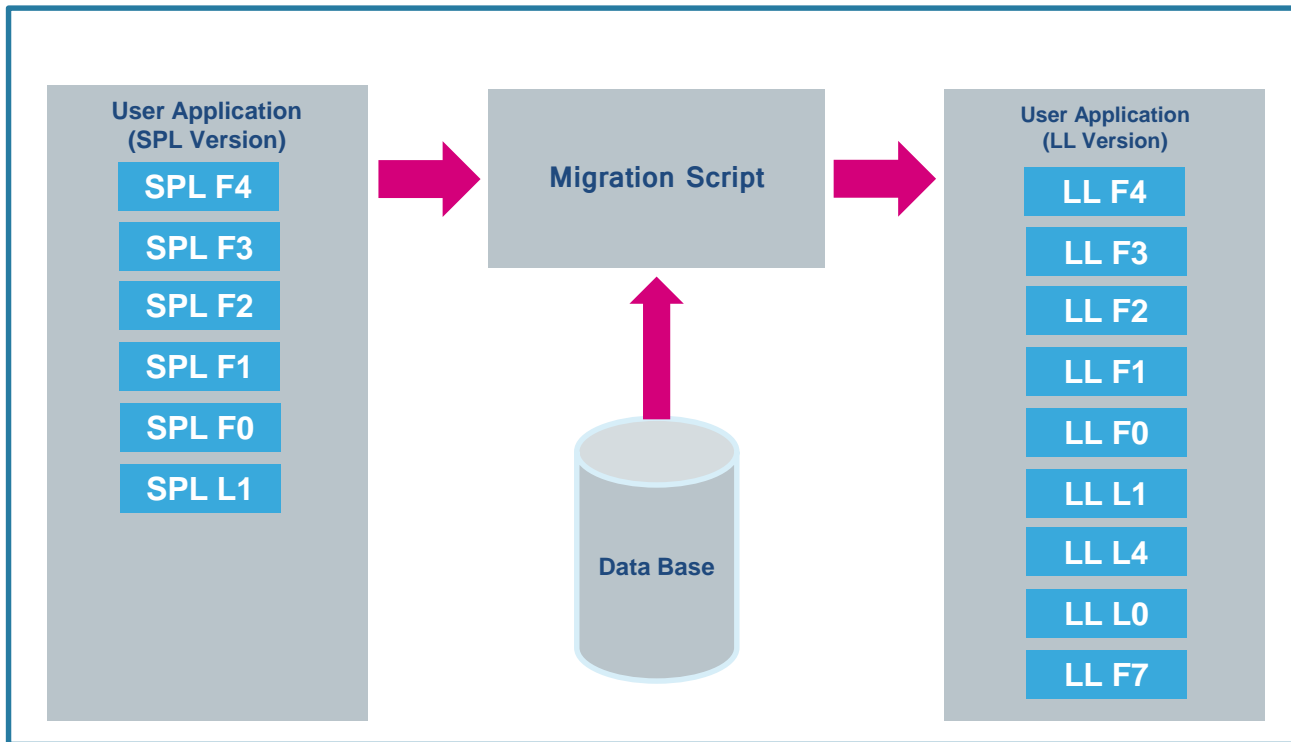 User Application
(SPL Version)
SPL F4
SPL F3
SPL F2
SPL F1
SPL F0
SPL L1
Migration Script
Data Base
User Application
(LL Version)
LL F4
LL F3
LL F2
LL F1
LL F0
LL L1
LL L4
LL L0
LL F7